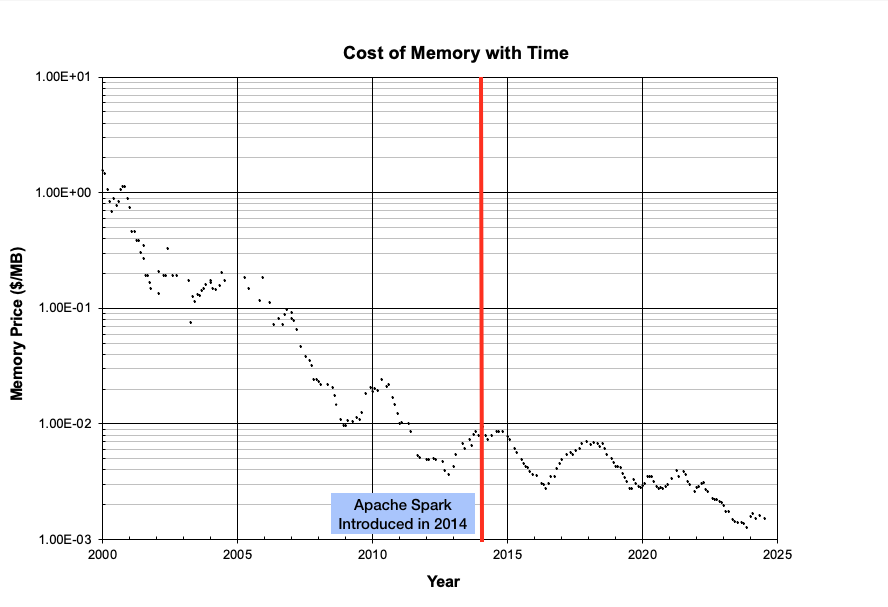 Cost of Memory with Time
1.00E+01
1.00E+00
1.00E-01
1.00E-02
1.00E-03
Memory Price ($/MB)
Apache Spark
Introduced in 2014
2000
2005
2010
2015
2020
2025
Year